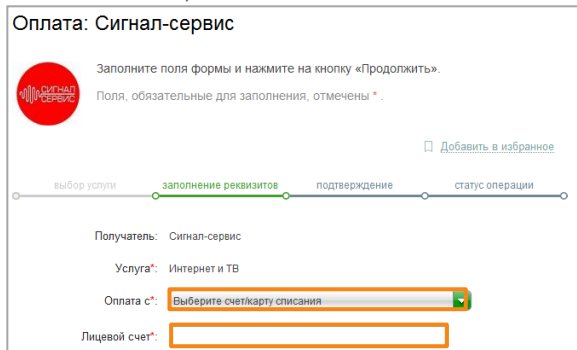 Оплата: Сигнал-сервис
СИГНАЛ
СЕРВИС
Заполните поля формы и нажмите на кнопку «Продолжить».
Поля, обязательные для заполнения, отмечены * .
Добавить в избранное
выбор услуги заполнение реквизитов подтверждение статус операции
Получатель: Сигнал-сервис
Услуга*: Интернет и ТВ
Оплата с*: Выберите счет/карту списания
Лицевой счет*: